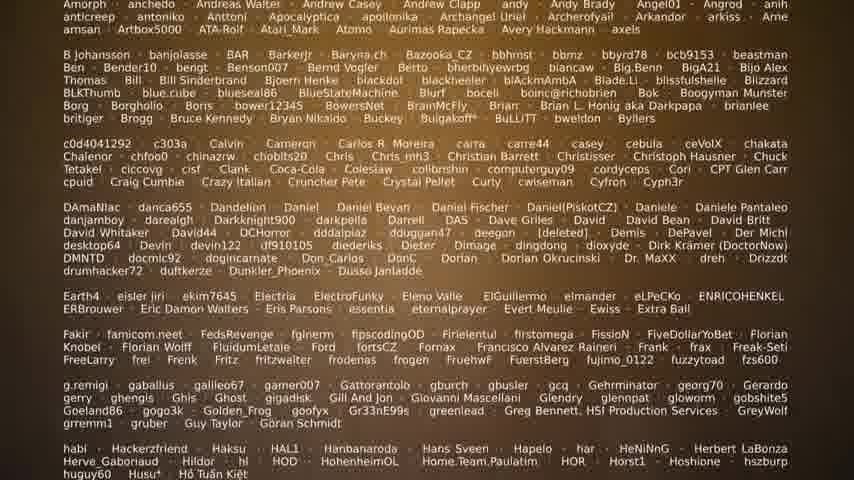 Amorph · anchedo · Andreas Walter · Andrew Casey · Andrew Clapp · andy · Andy Brady · Angel01 · Angrod · anih
anticreep · antoniko · Anttoni · Apocalyptica · apollonika · Archangel Uriel · Archerofyail · Arkandor · arkiss · Arne
aamsan · Artbox5000 · ATA-Rolf · Atari_Mark · Atomo · Aurimas Rapecka · Avery Hackmann · axels
B Johansson · banjolasse · BAR · BarkerJr · Baryna.ch · Bazooka_CZ · bbhmst · bbmz · bbyrd78 · bcb9153 · beastman
Ben · Bender10 · bengt · Benson007 · Bernd Vogler · Berto · bherbihyewrbg · biancaw · Big.Benn · BigA21 · Bijo Alex
Thomas · Bill · Bill Sinderbrand · Bjoern Henke · blackdol · blackheeler · blAckmAmbA · Blade.Li · blissfulshelle · Blizzard
BLKThumb · blue.cube · blueseal86 · BlueStateMachine · Blurf · bocell · boinc@richobrien · Bok · Boogyman Munster
Borg · Borgholio · Boris · bower12345 · BowersNet · BrainMcFly · Brian · Brian L. Honig aka Darkpapa · brianlee
britiger · Brogg · Bruce Kennedy · Bryan Nikaido · Buckey · Bulgakoff* · BuLLiTT · bweldon · Byllers
c0d4041292 · c303a · Calvin · Cameron · Carlos R. Moreira · carra · carre44 · casey · cebula · ceVoIX · chakata
Chalenor · chfoo0 · chinazrw · choblts20 · Chris · Chris_mh3 · Christian Barrett · Christisser · Christoph Hausner · Chuck
Tetakei · ciccovg · cisf · Clank · Coca-Cola · Coleslaw · colibrishin · computerguy09 · cordyceps · Cori · CPT Glen Carr
cpuid · Craig Cumbie · Crazy Italian · Cruncher Pete · Crystal Pellet · Curly · cwiseman · Cyfron · Cyph3r
DAmaNIac · danca655 · Dandelion · Daniel · Daniel Bevan · Daniel Fischer · Daniel(PiskotCZ) · Daniele · Daniele Pantaleo
danjamboy · darealgh · Darkknight900 · darkpella · Darrell · DAS · Dave Griles · David · David Bean · David Britt
David Whitaker · David44 · DCHorror · dddalpiaz · dduggan47 · deegon · [deleted] · Demis · DePavel · Der Michl
desktop64 · Devin · devin122 · df910105 · diederiks · Dieter · Dimage · dingdong · dioxyde · Dirk Krämer (DoctorNow)
DMNTD · docmic92 · dogincarnate · Don_Carlos · DonC · Dorian · Dorian Okrucinski · Dr. MaXX · dreh · Drizzdt
drumhacker72 · duftkerze · Dunkler_Phoenix · Dusso Janladde
Earth4 · eisler jiri · ekim7645 · Electria · ElectroFunky · Eleno Valle · ElGuillermo · elmander · eLPeCKo · ENRICOHENKEL
ERBrouwer · Eric Damon Walters · Eris Parsons · essentia · eternalprayer · Evert Meulie · Ewiss · Extra Ball
Fakir · famicom.neet · FedsRevenge · fglnerm · fipscodingOD · Firielentul · firstomega · FissioN · FiveDollarYoBet · Florian
Knobel · Florian Wolff · FluidumLetale · Ford · fortsCZ · Fornax · Francisco Alvarez Raineri · Frank · frax · Freak-Seti
FreeLarry · frei · Frenk · Fritz · fritzwalter · frodenas · frogen · FruehwF · FuerstBerg · fujimo_0122 · fuzzytoad · fzs600
g.remigi · gaballus · galileo67 · gamer007 · Gattorantolo · gburch · gbusler · gcq · Gehrminator · georg70 · Gerardo
gerry · ghengis · Ghis · Ghost · gigadisk · Gill And Jon · Giovanni Mascellani · Glendry · glennpat · gloworm · gobshite5
Goeland86 · gogo3k · Golden_Frog · goofyx · Gr33nE99s · greenlead · Greg Bennett, HSI Production Services · GreyWolf
grremm1 · gruber · Guy Taylor · Göran Schmidt
habi · Hackerzfriend · Haksu · HAL1 · Hanbanaroda · Hans Sveen · Hapelo · har · HeNiNnG · Herbert LaBonza
Herve_Gaboriaud · Hildor · hl · HOD · HohenheimOL · Home.Team.Paulatim · HOR · Horst1 · Hoshione · hszburp
huguy60 · Husu* · Hồ Tuấn Kiệt